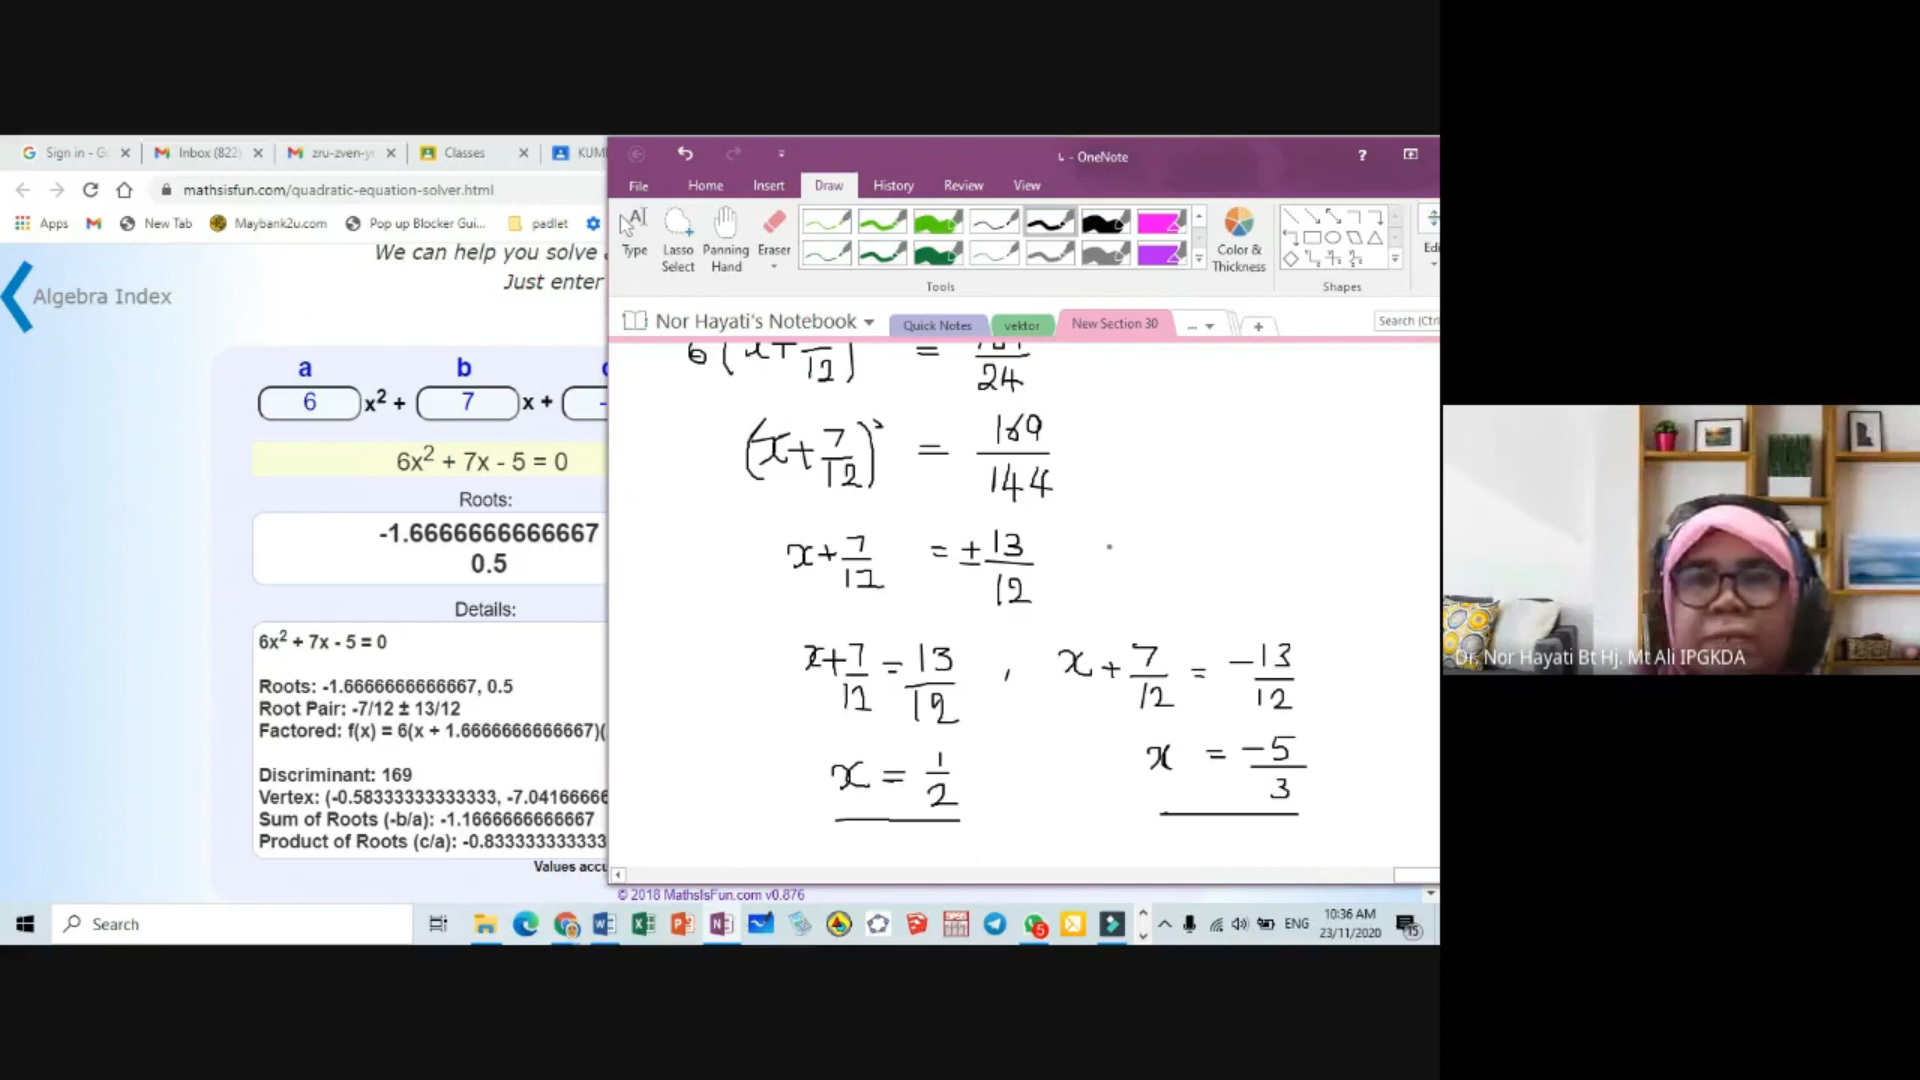 Sign in - G
Inbox (822)
zru-zven-yr
Classes
KUM
mathsisfun.com/quadratic-equation-solver.html
Apps
New Tab
Maybank2u.com
Pop up Blocker Gui...
padlet
We can help you solve
Just enter
Algebra Index
a b
6 x² + 7 x + -
6x² + 7x - 5 = 0
Roots:
-1.6666666666667
0.5
Details:
6x² + 7x - 5 = 0
Roots: -1.6666666666667, 0.5
Root Pair: -7/12 ± 13/12
Factored: f(x) = 6(x + 1.6666666666667)(
Discriminant: 169
Vertex: (-0.58333333333333, -7.04166666
Sum of Roots (-b/a): -1.1666666666667
Product of Roots (c/a): -0.833333333333
Values accu
- OneNote
?
File Home Insert Draw History Review View
Type
Lasso Select
Panning Hand
Eraser
Color & Thickness
Edi
Tools
Shapes
Nor Hayati's Notebook
Quick Notes
vektor
New Section 30
...
+
Search (Ctrl
= /24
(x + 7/12)² = 169/144
x + 7/12 = ± 13/12
x + 7/12 = 13/12 , x + 7/12 = -13/12
x = 1/2
x = -5/3
© 2018 MathsIsFun.com v0.876
Search
5
ENG
10:36 AM
23/11/2020
15
Dr. Nor Hayati Bt Hj. Mt Ali IPGKDA